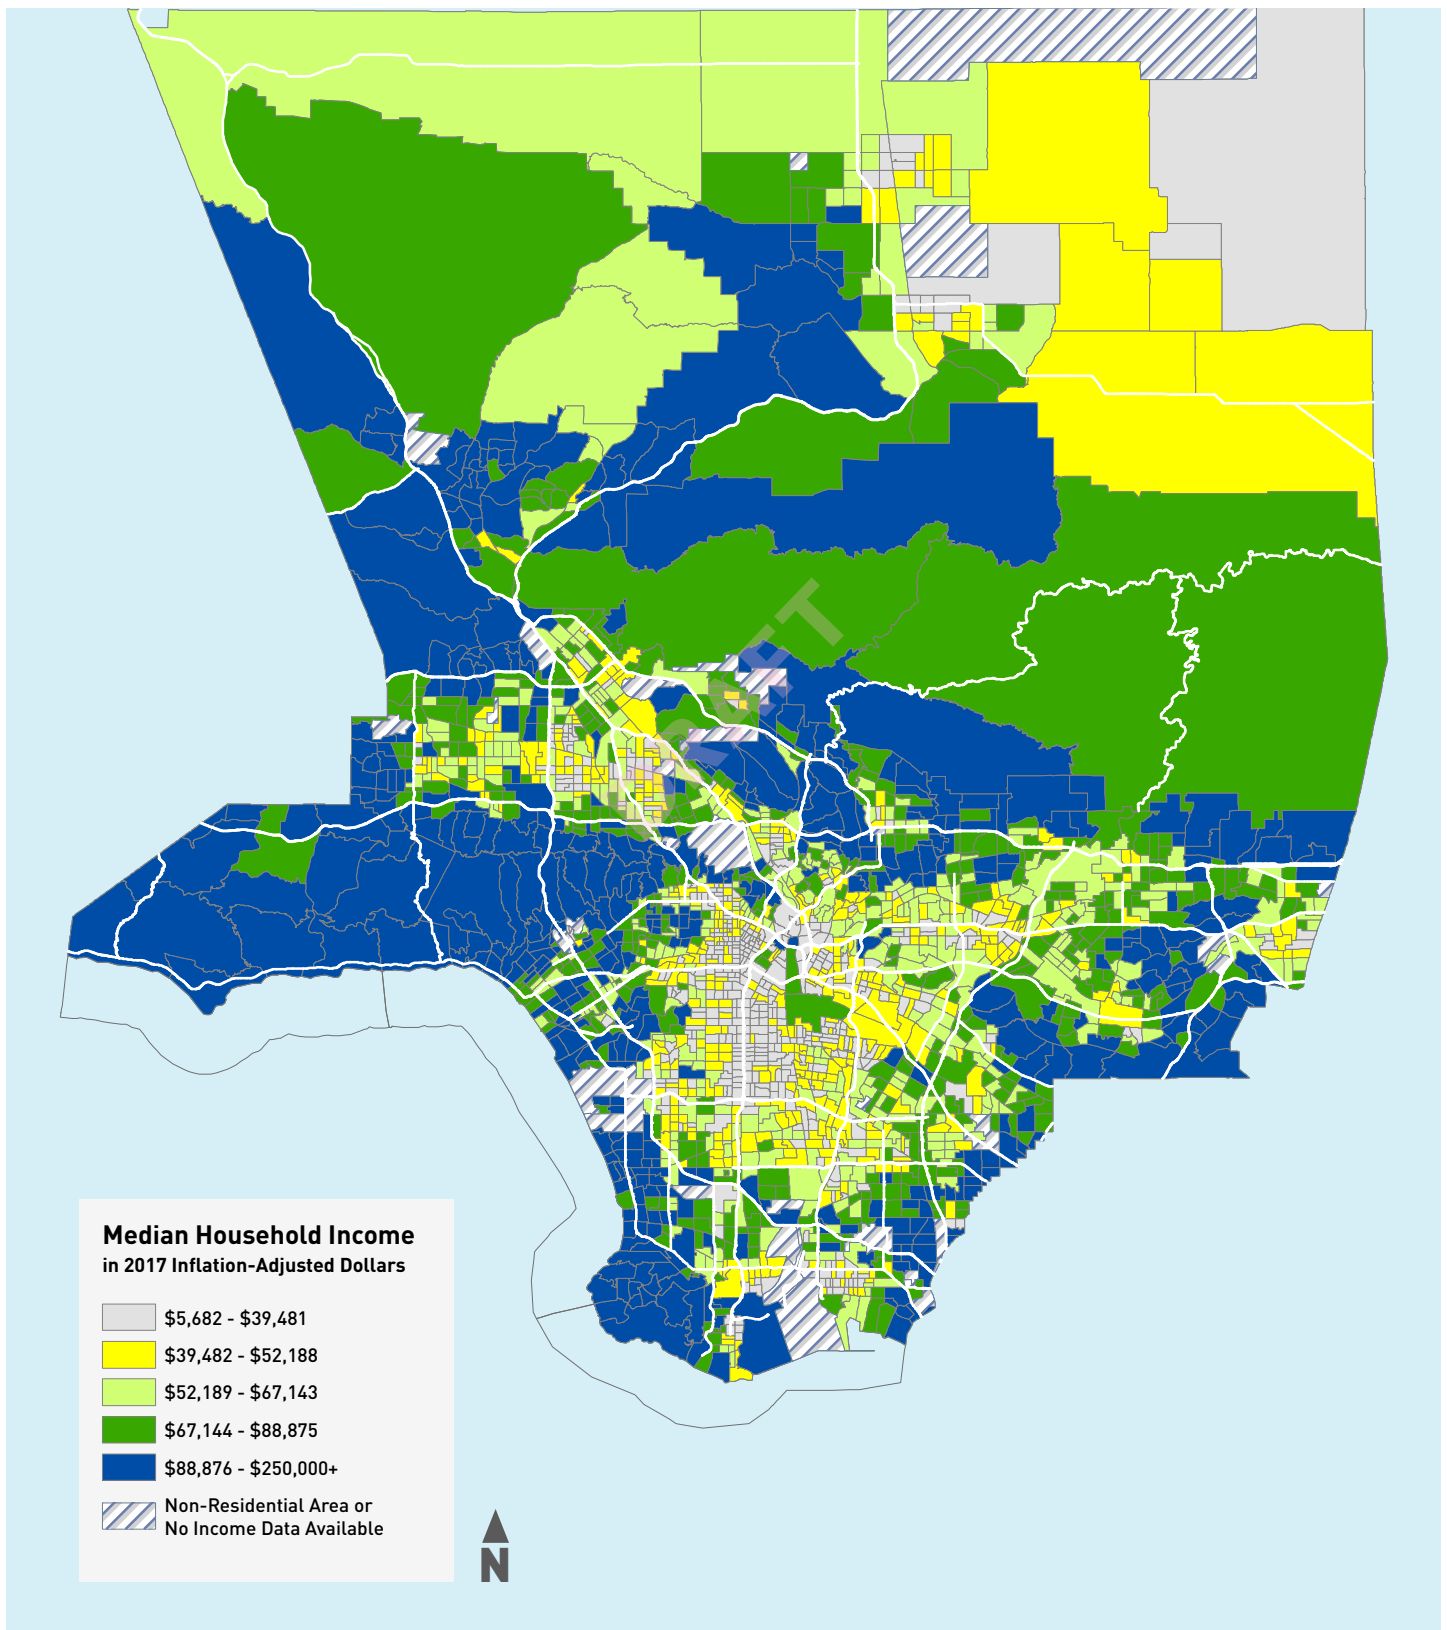 DRAFT
Median Household Income
in 2017 Inflation-Adjusted Dollars
$5,682 - $39,481
$39,482 - $52,188
$52,189 - $67,143
$67,144 - $88,875
$88,876 - $250,000+
Non-Residential Area or
No Income Data Available
N